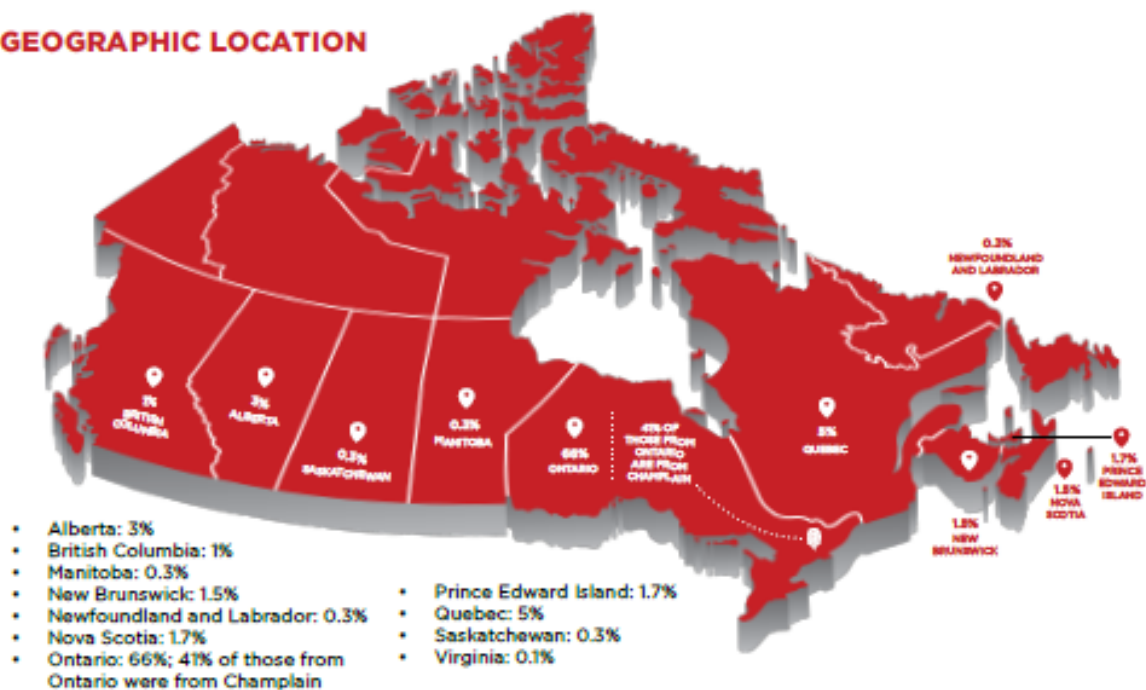 GEOGRAPHIC LOCATION
0.3%
NEWFOUNDLAND
AND LABRADOR
1%
BRITISH
COLUMBIA
3%
ALBERTA
0.3%
SASKATCHEWAN
0.3%
MANITOBA
66%
ONTARIO
41% OF
THOSE FROM
ONTARIO
ARE FROM
CHAMPLAIN
5%
QUEBEC
1.7%
PRINCE
EDWARD
ISLAND
NOVA
SCOTIA
1.5%
NEW
BRUNSWICK
• Alberta: 3%
• British Columbia: 1%
• Manitoba: 0.3%
• New Brunswick: 1.5%
• Newfoundland and Labrador: 0.3%
• Nova Scotia: 1.7%
• Ontario: 66%; 41% of those from
Ontario were from Champlain
• Prince Edward Island: 1.7%
• Quebec: 5%
• Saskatchewan: 0.3%
• Virginia: 0.1%